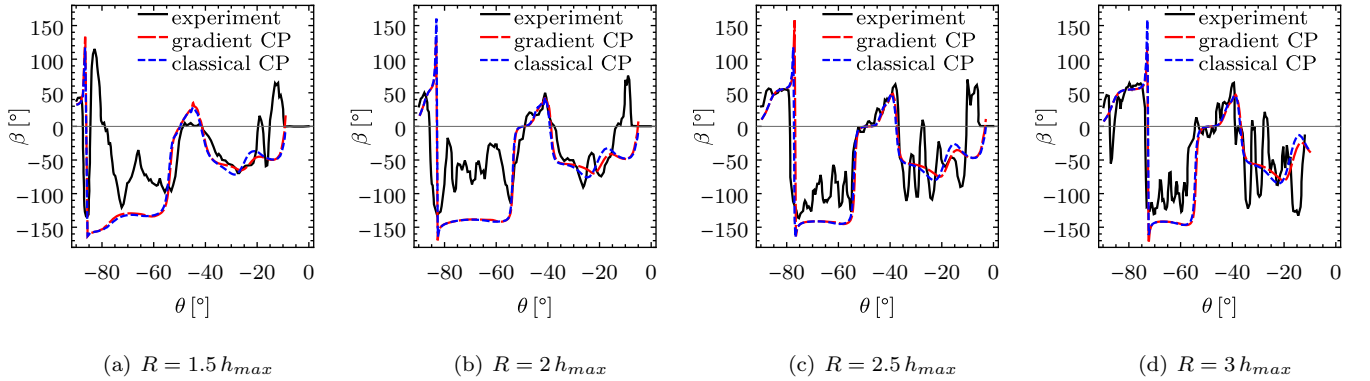 experiment
gradient CP
classical CP
150
100
50
0
−50
−100
−150
β [°]
−80 −60 −40 −20 0
θ [°]
(a) R = 1.5 hmax
experiment
gradient CP
classical CP
150
100
50
0
−50
−100
−150
β [°]
−80 −60 −40 −20 0
θ [°]
(b) R = 2 hmax
experiment
gradient CP
classical CP
150
100
50
0
−50
−100
−150
β [°]
−80 −60 −40 −20 0
θ [°]
(c) R = 2.5 hmax
experiment
gradient CP
classical CP
150
100
50
0
−50
−100
−150
β [°]
−80 −60 −40 −20 0
θ [°]
(d) R = 3 hmax